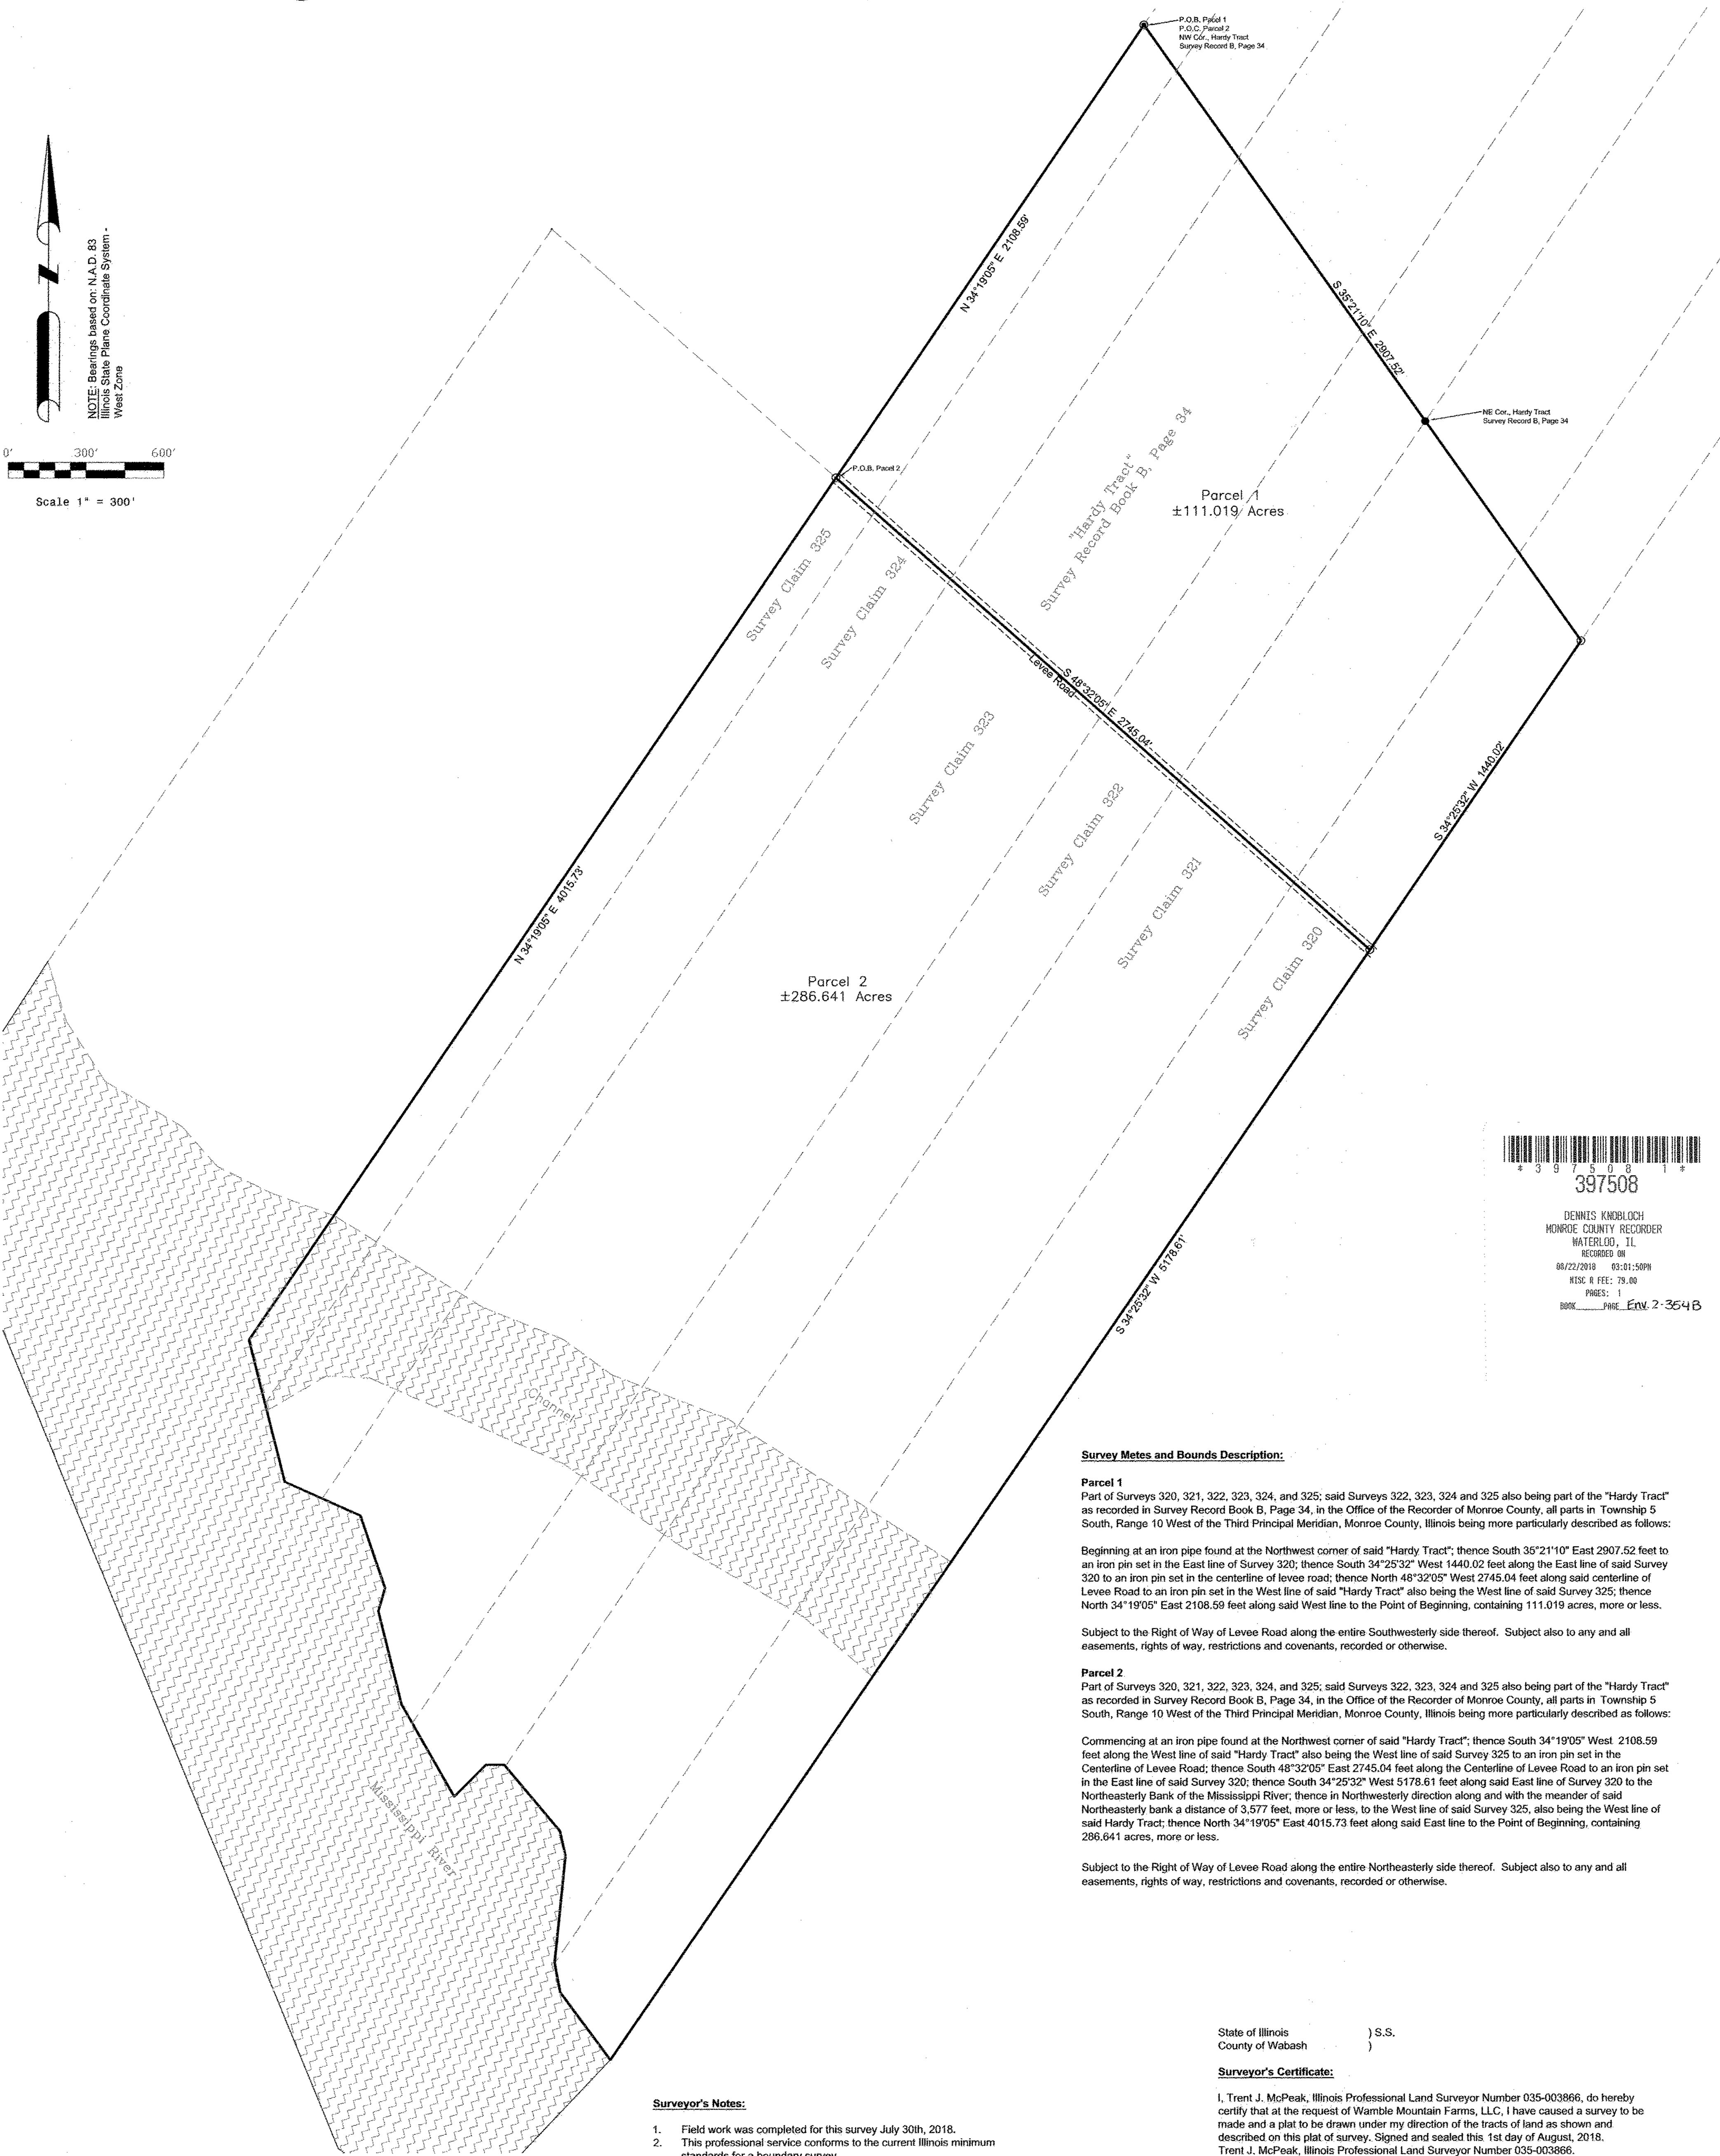 P.O.B. Pacel 1
P.O.C. Parcel 2
NW Cor., Hardy Tract
Survey Record B, Page 34
NOTE: Bearings based on: N.A.D. 83
Illinois State Plane Coordinate System -
West Zone
N
0' 300' 600'
Scale 1" = 300'
N 34°19'05" E 2108.59'
S 35°21'10" E 2907.52'
NE Cor., Hardy Tract
Survey Record B, Page 34
P.O.B. Pacel 2
"Hardy Tract"
Survey Record Book B, Page 34
Parcel 1
±111.019 Acres
Survey Claim 325
Survey Claim 324
Survey Claim 323
Survey Claim 322
Survey Claim 321
Survey Claim 320
Levee Road
S 48°32'05" E 2745.04'
S 34°25'32" W 1440.02'
N 34°19'05" E 4015.73'
Parcel 2
±286.641 Acres
S 34°25'32" W 5178.61'
Channel
Mississippi River
* 3 9 7 5 0 8 1 *
397508
DENNIS KNOBLOCH
MONROE COUNTY RECORDER
WATERLOO, IL
RECORDED ON
08/22/2018 03:01:50PM
MISC R FEE: 79.00
PAGES: 1
BOOK PAGE Env. 2-354B
Survey Metes and Bounds Description:
Parcel 1
Part of Surveys 320, 321, 322, 323, 324, and 325; said Surveys 322, 323, 324 and 325 also being part of the "Hardy Tract"
as recorded in Survey Record Book B, Page 34, in the Office of the Recorder of Monroe County, all parts in Township 5
South, Range 10 West of the Third Principal Meridian, Monroe County, Illinois being more particularly described as follows:
Beginning at an iron pipe found at the Northwest corner of said "Hardy Tract"; thence South 35°21'10" East 2907.52 feet to
an iron pin set in the East line of Survey 320; thence South 34°25'32" West 1440.02 feet along the East line of said Survey
320 to an iron pin set in the centerline of levee road; thence North 48°32'05" West 2745.04 feet along said centerline of
Levee Road to an iron pin set in the West line of said "Hardy Tract" also being the West line of said Survey 325; thence
North 34°19'05" East 2108.59 feet along said West line to the Point of Beginning, containing 111.019 acres, more or less.
Subject to the Right of Way of Levee Road along the entire Southwesterly side thereof. Subject also to any and all
easements, rights of way, restrictions and covenants, recorded or otherwise.
Parcel 2
Part of Surveys 320, 321, 322, 323, 324, and 325; said Surveys 322, 323, 324 and 325 also being part of the "Hardy Tract"
as recorded in Survey Record Book B, Page 34, in the Office of the Recorder of Monroe County, all parts in Township 5
South, Range 10 West of the Third Principal Meridian, Monroe County, Illinois being more particularly described as follows:
Commencing at an iron pipe found at the Northwest corner of said "Hardy Tract"; thence South 34°19'05" West 2108.59
feet along the West line of said "Hardy Tract" also being the West line of said Survey 325 to an iron pin set in the
Centerline of Levee Road; thence South 48°32'05" East 2745.04 feet along the Centerline of Levee Road to an iron pin set
in the East line of said Survey 320; thence South 34°25'32" West 5178.61 feet along said East line of Survey 320 to the
Northeasterly Bank of the Mississippi River; thence in Northwesterly direction along and with the meander of said
Northeasterly bank a distance of 3,577 feet, more or less, to the West line of said Survey 325, also being the West line of
said Hardy Tract; thence North 34°19'05" East 4015.73 feet along said East line to the Point of Beginning, containing
286.641 acres, more or less.
Subject to the Right of Way of Levee Road along the entire Northeasterly side thereof. Subject also to any and all
easements, rights of way, restrictions and covenants, recorded or otherwise.
State of Illinois ) S.S.
County of Wabash )
Surveyor's Certificate:
I, Trent J. McPeak, Illinois Professional Land Surveyor Number 035-003866, do hereby
certify that at the request of Wamble Mountain Farms, LLC, I have caused a survey to be
made and a plat to be drawn under my direction of the tracts of land as shown and
described on this plat of survey. Signed and sealed this 1st day of August, 2018.
Trent J. McPeak, Illinois Professional Land Surveyor Number 035-003866.
Surveyor's Notes:
1. Field work was completed for this survey July 30th, 2018.
2. This professional service conforms to the current Illinois minimum
standards for a boundary survey.